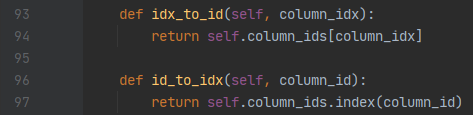 93 def idx_to_id(self, column_idx):
94 return self.column_ids[column_idx]
95
96 def id_to_idx(self, column_id):
97 return self.column_ids.index(column_id)